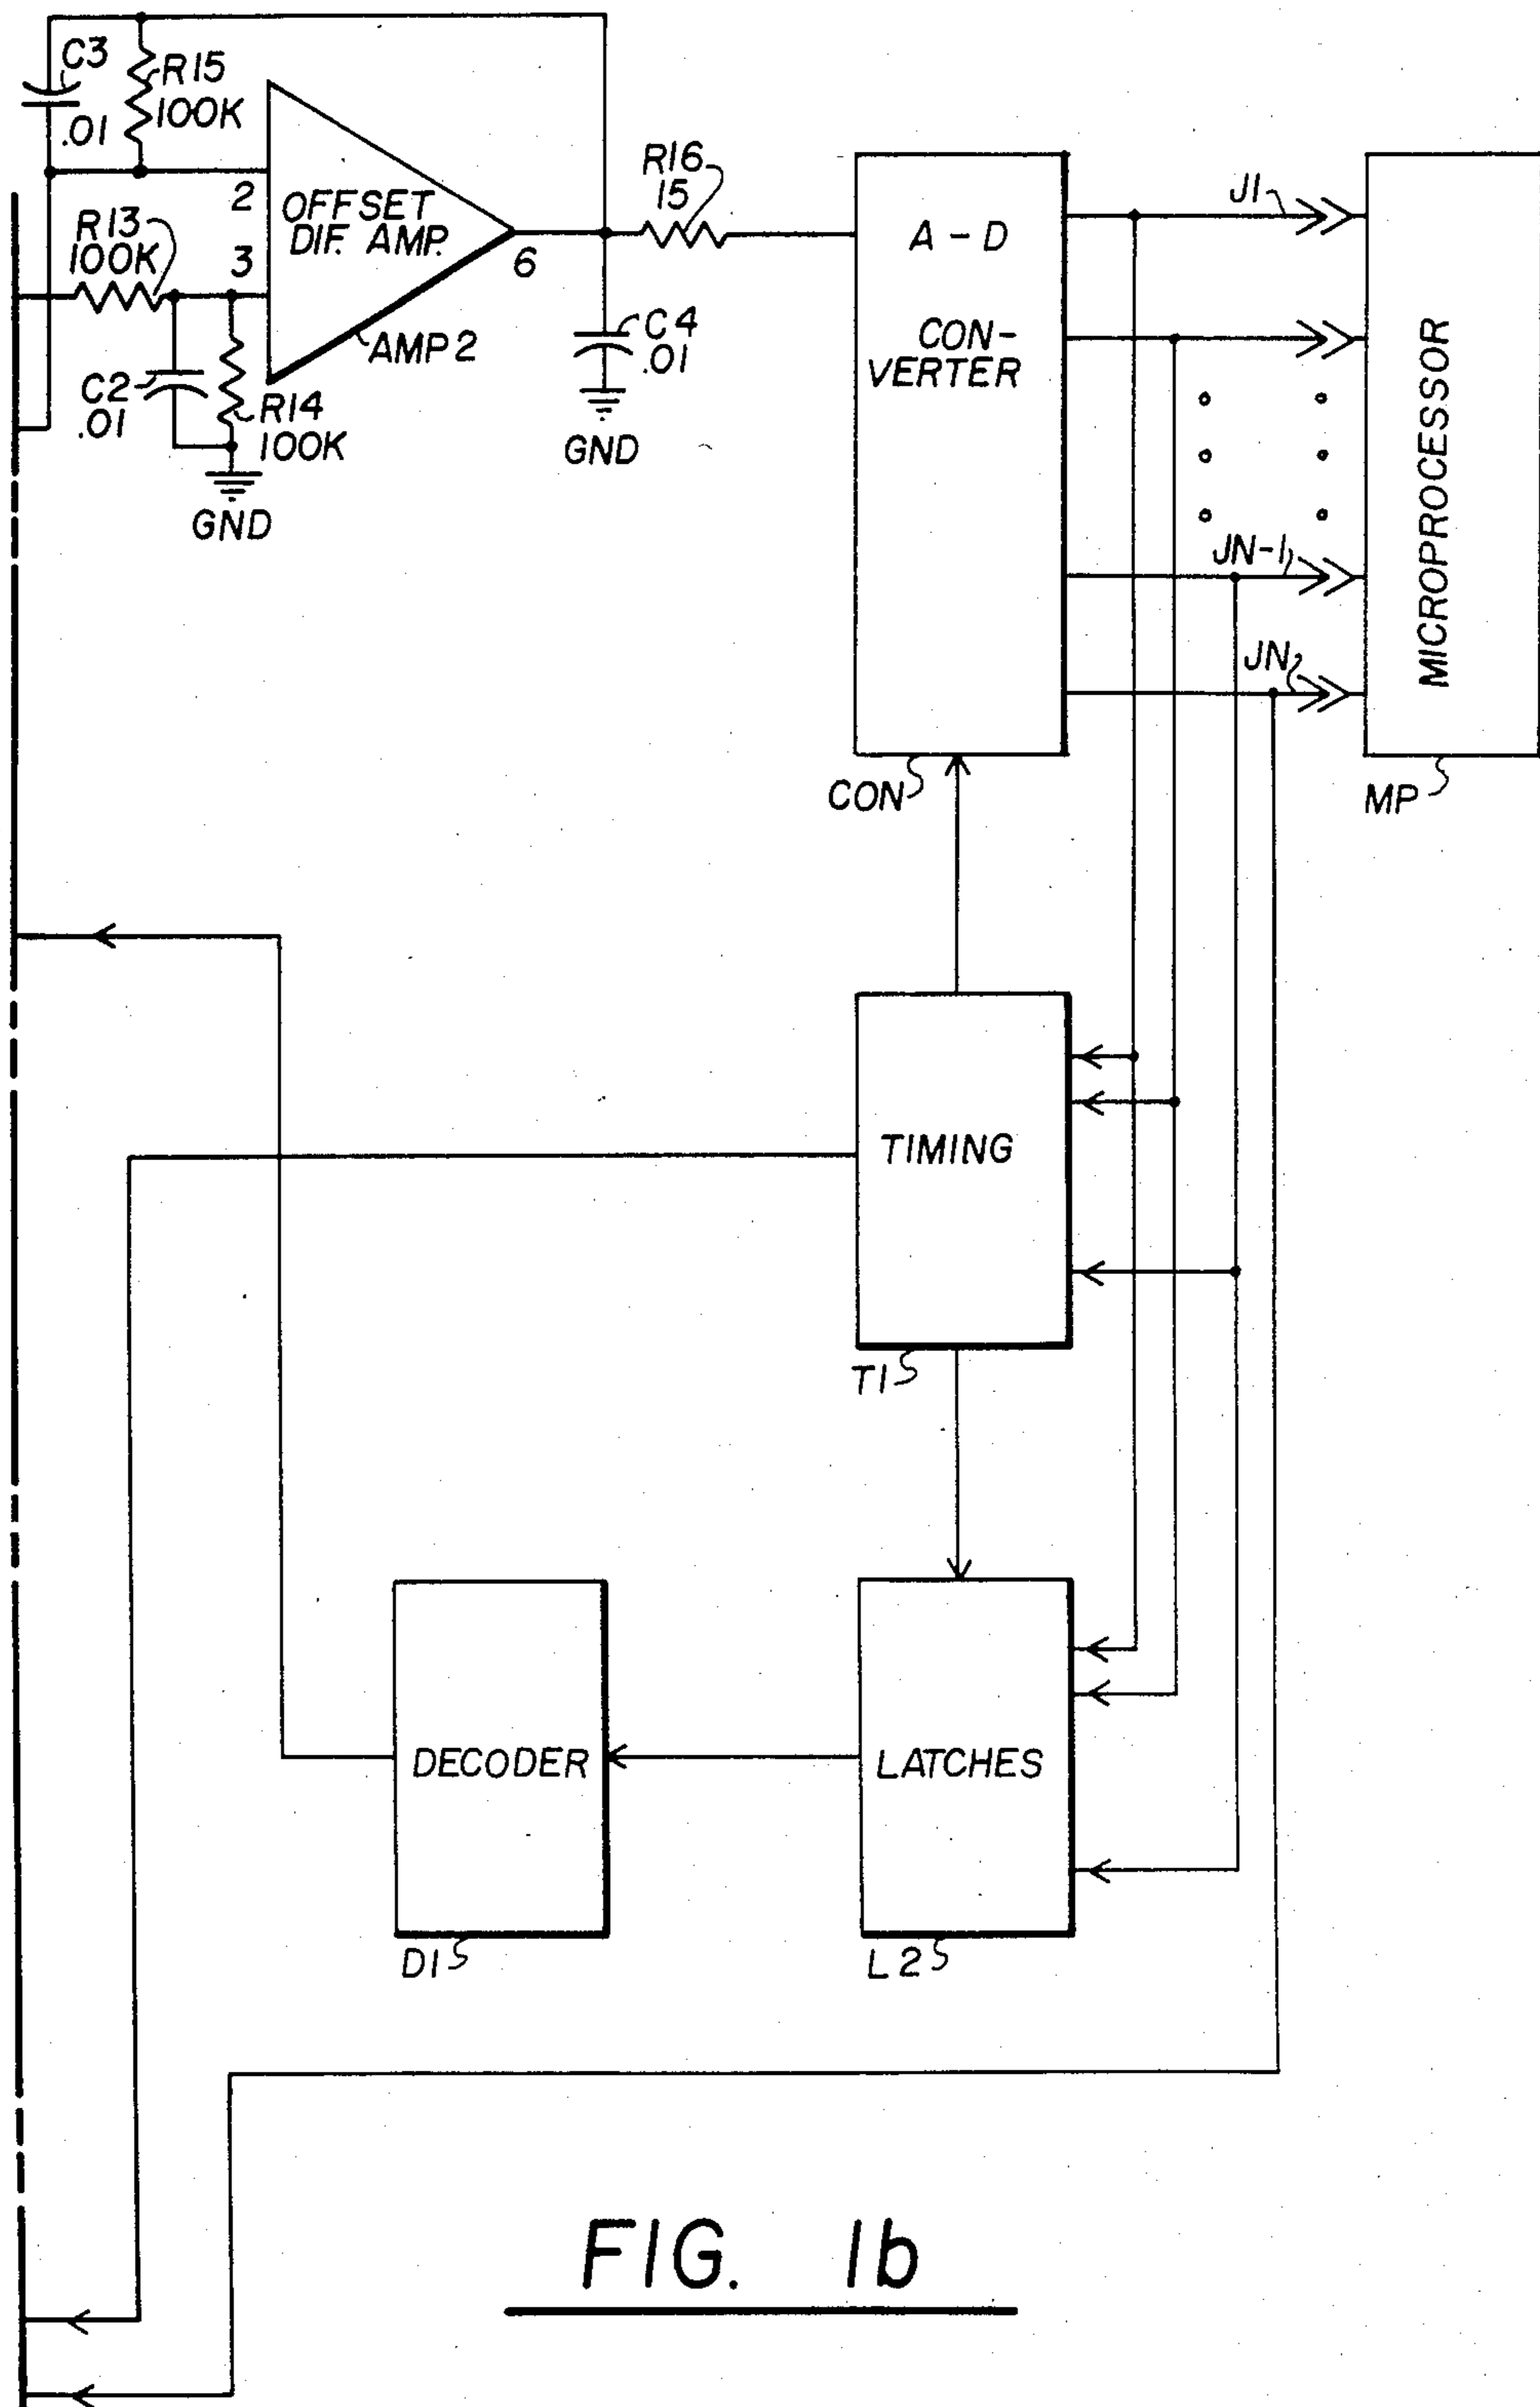 C3
.01
R15
100K
R13
100K
2
3
OFFSET
DIF. AMP.
6
AMP2
C2
.01
R14
100K
GND
C4
.01
GND
R16
15
A-D
CON-
VERTER
CON
J1
JN-1
JN
MICROPROCESSOR
MP
TIMING
T1
DECODER
D1
LATCHES
L2
FIG. 1b